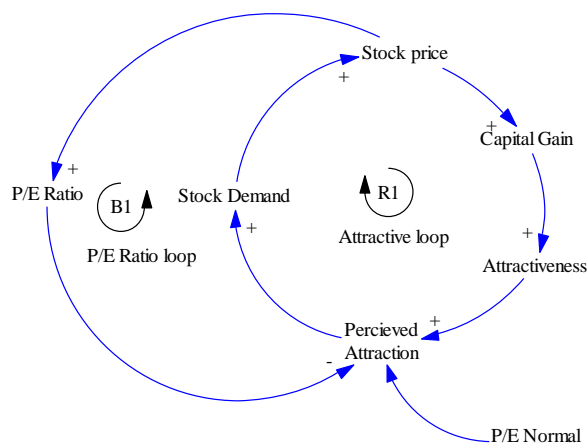 Stock price
+
+
Capital Gain
+
P/E Ratio
B1
Stock Demand
R1
P/E Ratio loop
+
Attractive loop
+
Attractiveness
+
Percieved
Attraction
-
P/E Normal